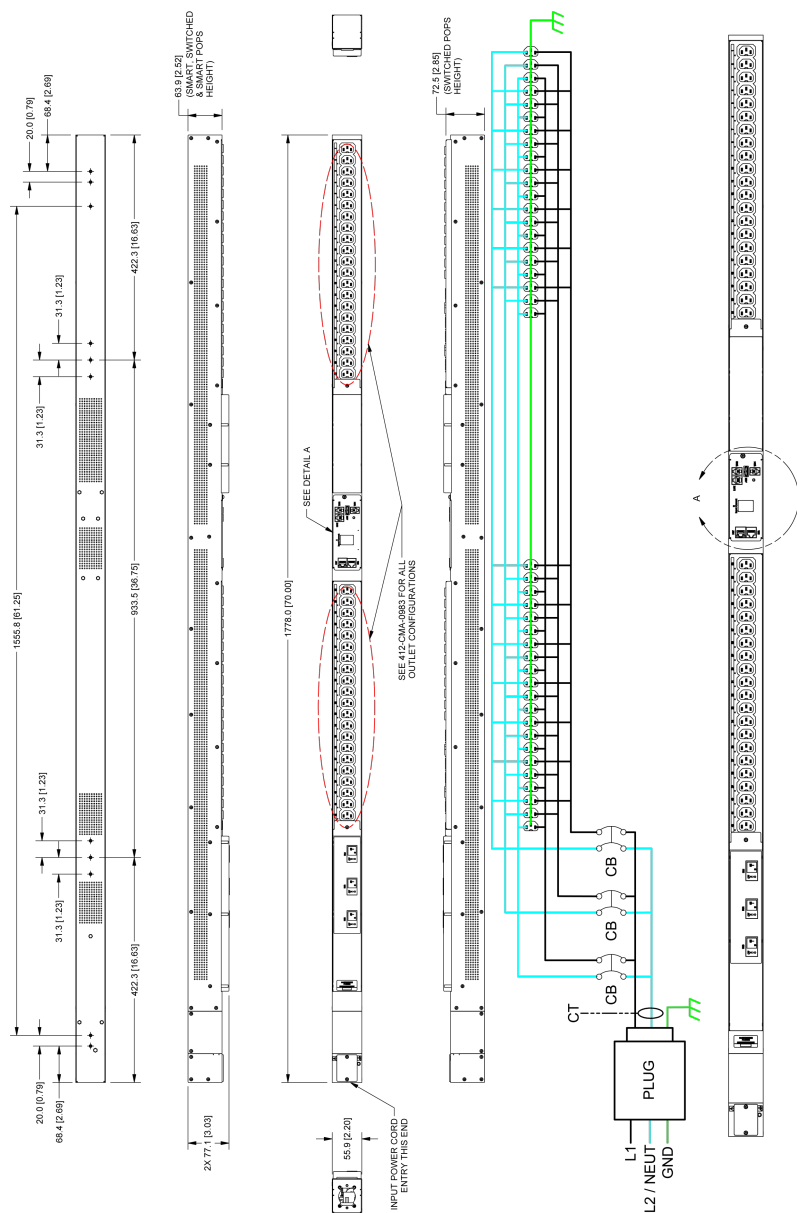 20.0 [0.79]
68.4 [2.69]
1555.8 [61.25]
422.3 [16.63]
31.3 [1.23]
31.3 [1.23]
933.5 [36.75]
31.3 [1.23]
31.3 [1.23]
422.3 [16.63]
20.0 [0.79]
68.4 [2.69]
63.9 [2.52]
(SMART, SWITCHED
& SMART POPS
HEIGHT)
2X 77.1 [3.03]
1778.0 [70.00]
SEE DETAIL A
SEE 412-CMA-0983 FOR ALL
OUTLET CONFIGURATIONS
55.9 [2.20]
INPUT POWER CORD
ENTRY THIS END
72.5 [2.85]
(SWITCHED POPS
HEIGHT)
CB
CB
CB
CT
PLUG
L1
L2 / NEUT
GND
A